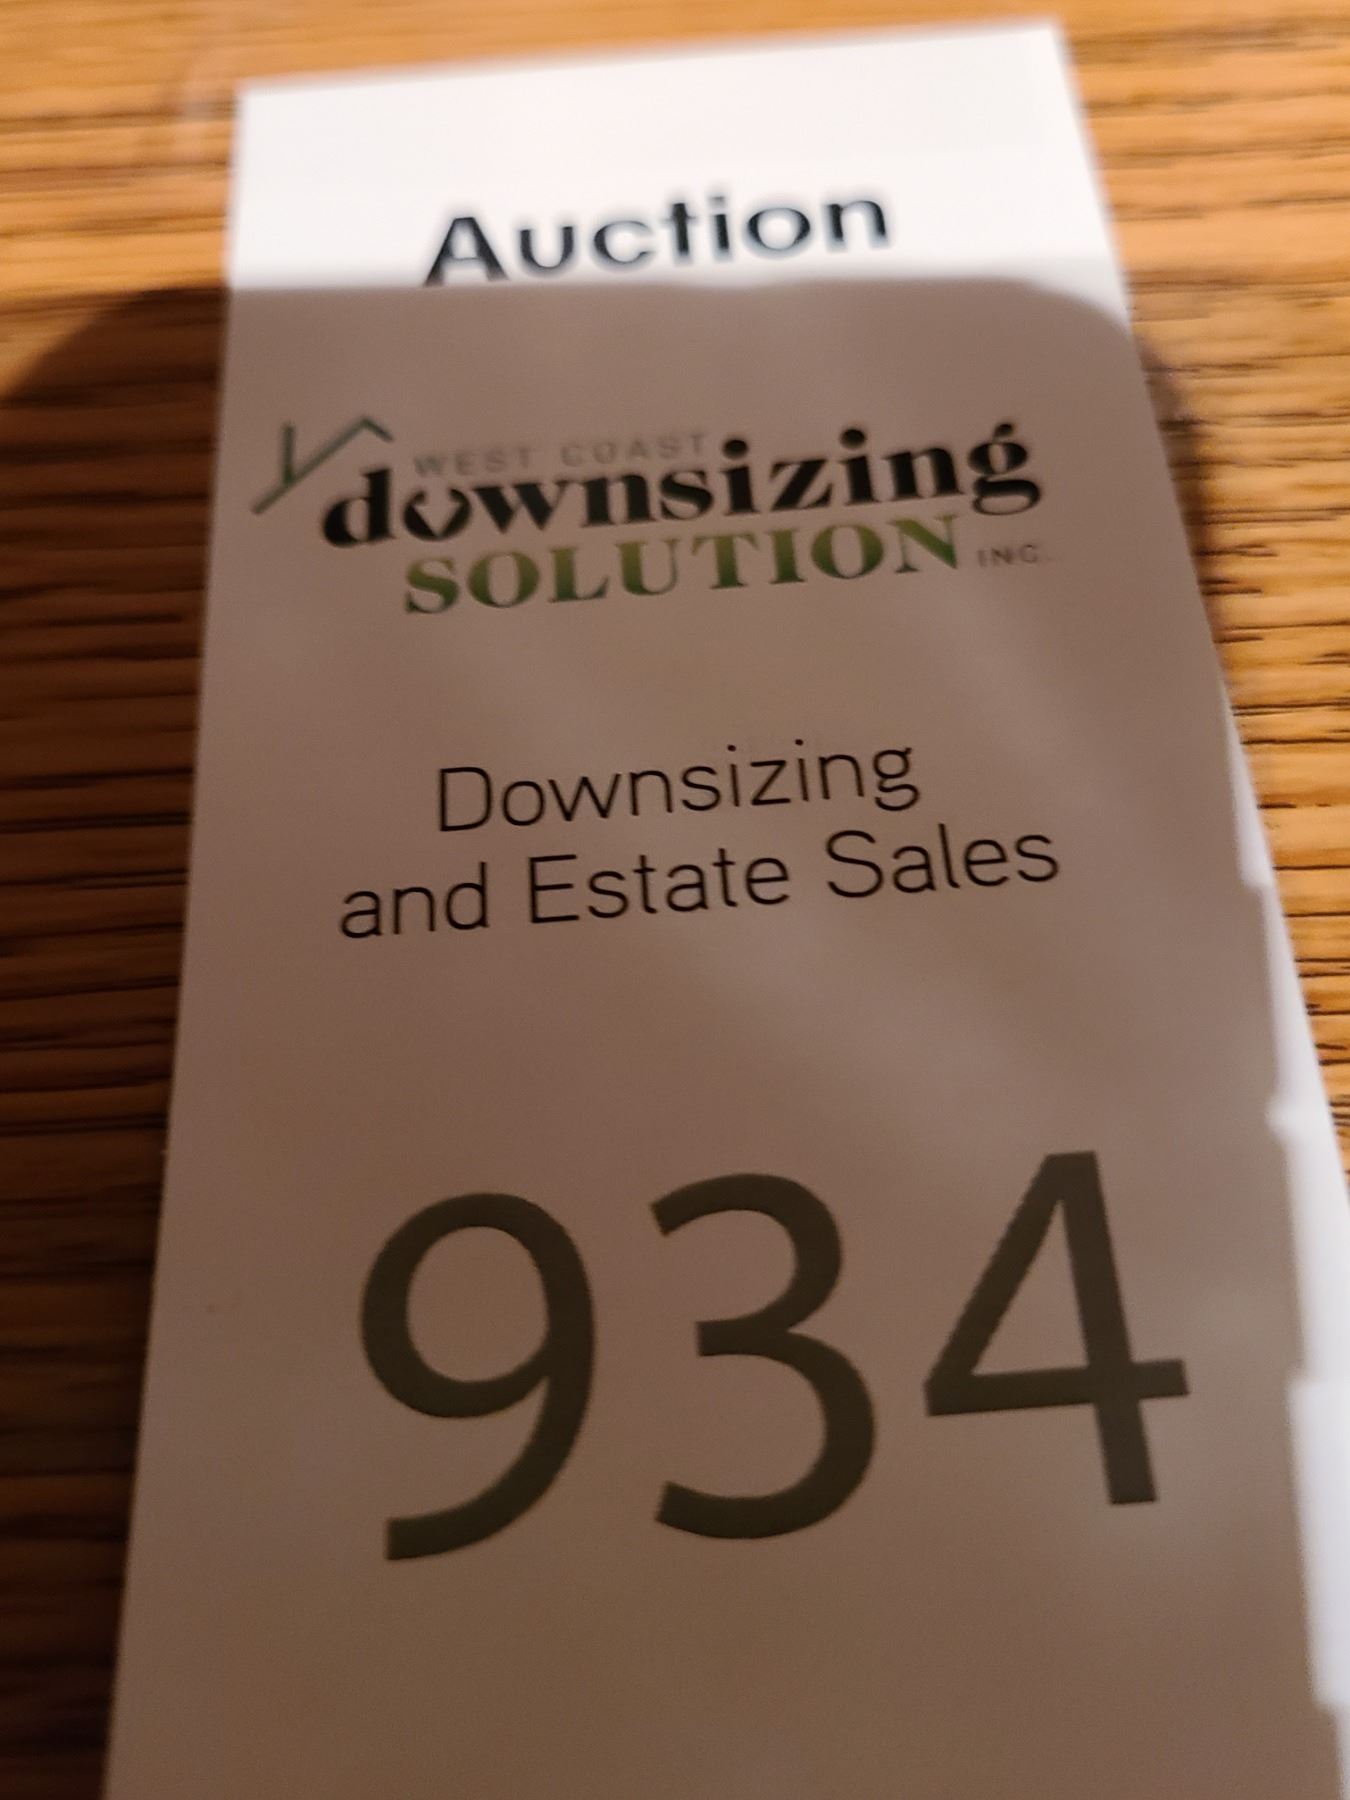 Auction
WEST COAST
downsizing
SOLUTION INC.
Downsizing
and Estate Sales
934